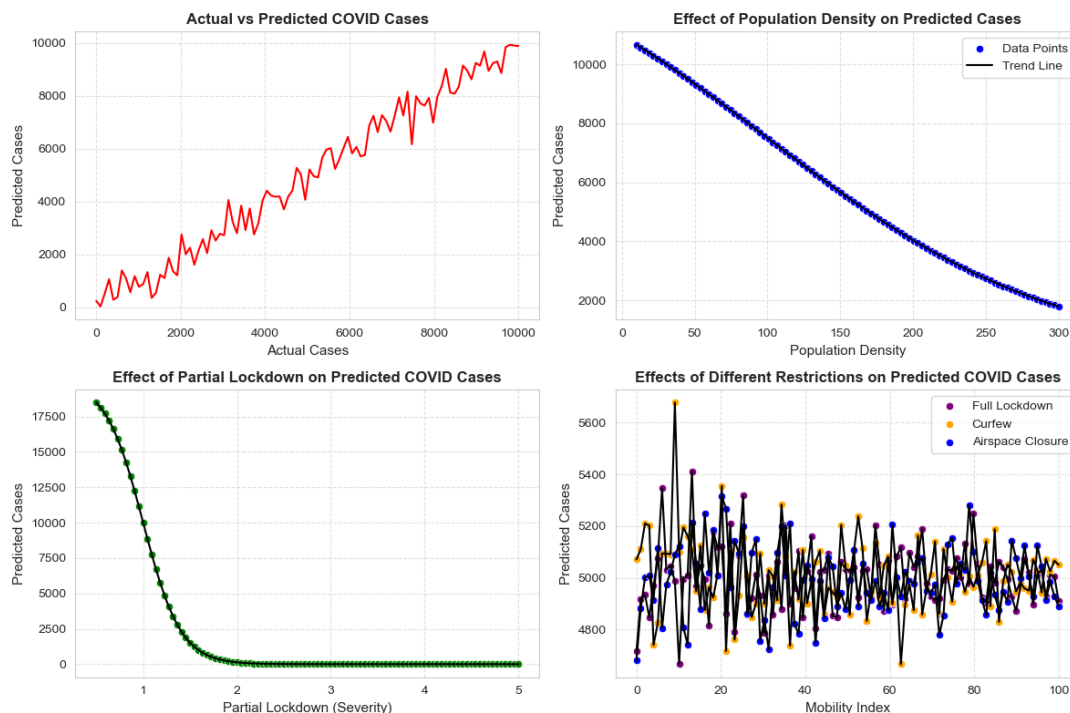 Actual vs Predicted COVID Cases
10000
8000
6000
4000
2000
0
Predicted Cases
0
2000
4000
6000
8000
10000
Actual Cases
Effect of Population Density on Predicted Cases
Data Points
Trend Line
10000
8000
6000
4000
2000
Predicted Cases
0
50
100
150
200
250
300
Population Density
Effect of Partial Lockdown on Predicted COVID Cases
17500
15000
12500
10000
7500
5000
2500
0
Predicted Cases
1
2
3
4
5
Partial Lockdown (Severity)
Effects of Different Restrictions on Predicted COVID Cases
Full Lockdown
Curfew
Airspace Closure
5600
5400
5200
5000
4800
Predicted Cases
0
20
40
60
80
100
Mobility Index